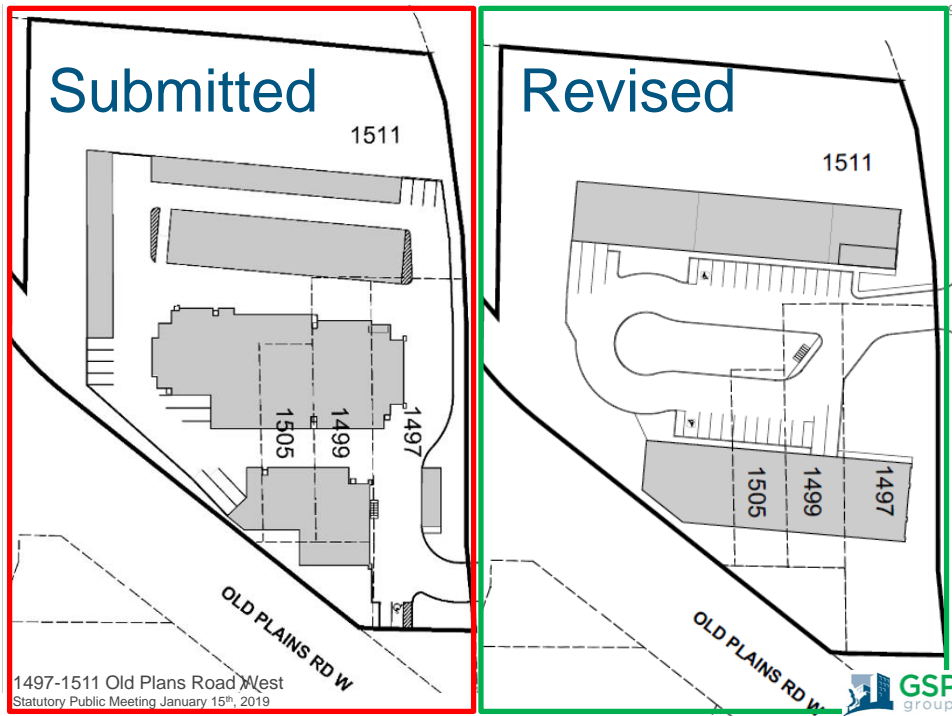 Submitted
1511
1505
1499
1497
OLD PLAINS RD W
1497-1511 Old Plans Road West
Statutory Public Meeting January 15th, 2019
Revised
1511
1505
1499
1497
OLD PLAINS RD W
GSP
group